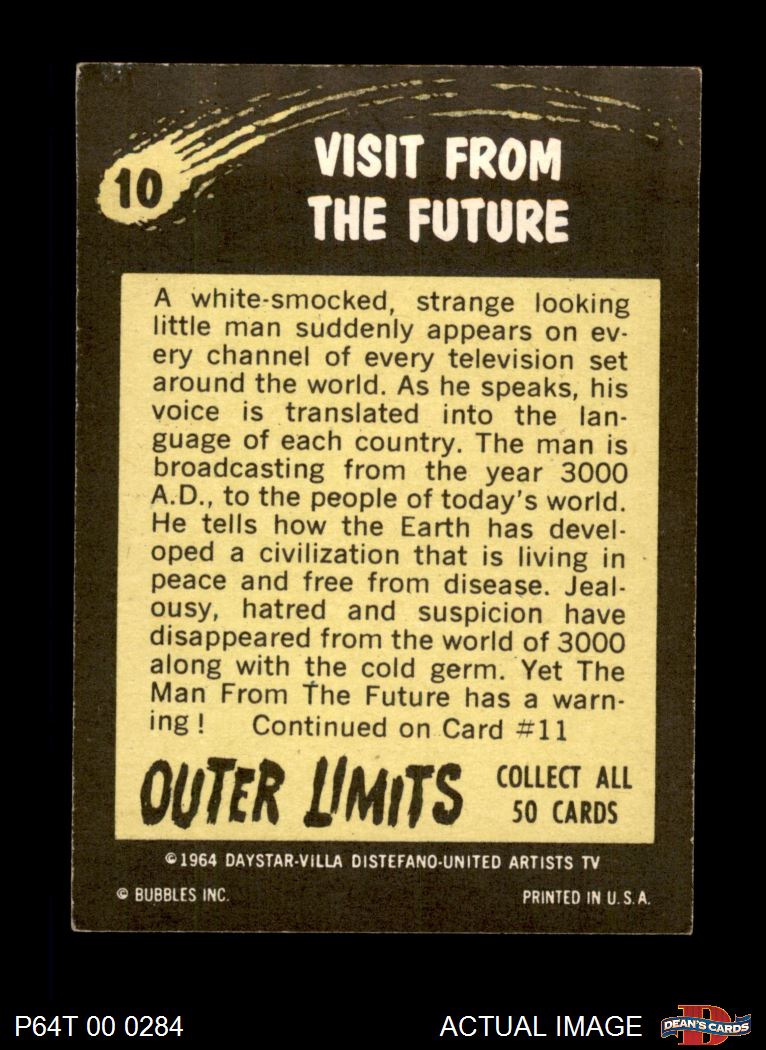 10
VISIT FROM
THE FUTURE
A white-smocked, strange looking
little man suddenly appears on ev-
ery channel of every television set
around the world. As he speaks, his
voice is translated into the lan-
guage of each country. The man is
broadcasting from the year 3000
A.D., to the people of today's world.
He tells how the Earth has devel-
oped a civilization that is living in
peace and free from disease. Jeal-
ousy, hatred and suspicion have
disappeared from the world of 3000
along with the cold germ. Yet The
Man From The Future has a warn-
ing! Continued on Card #11
OUTER LIMITS
COLLECT ALL
50 CARDS
©1964 DAYSTAR-VILLA DISTEFANO-UNITED ARTISTS TV
© BUBBLES INC.
PRINTED IN U.S.A.
P64T 00 0284
ACTUAL IMAGE
D
DEAN'S CARDS